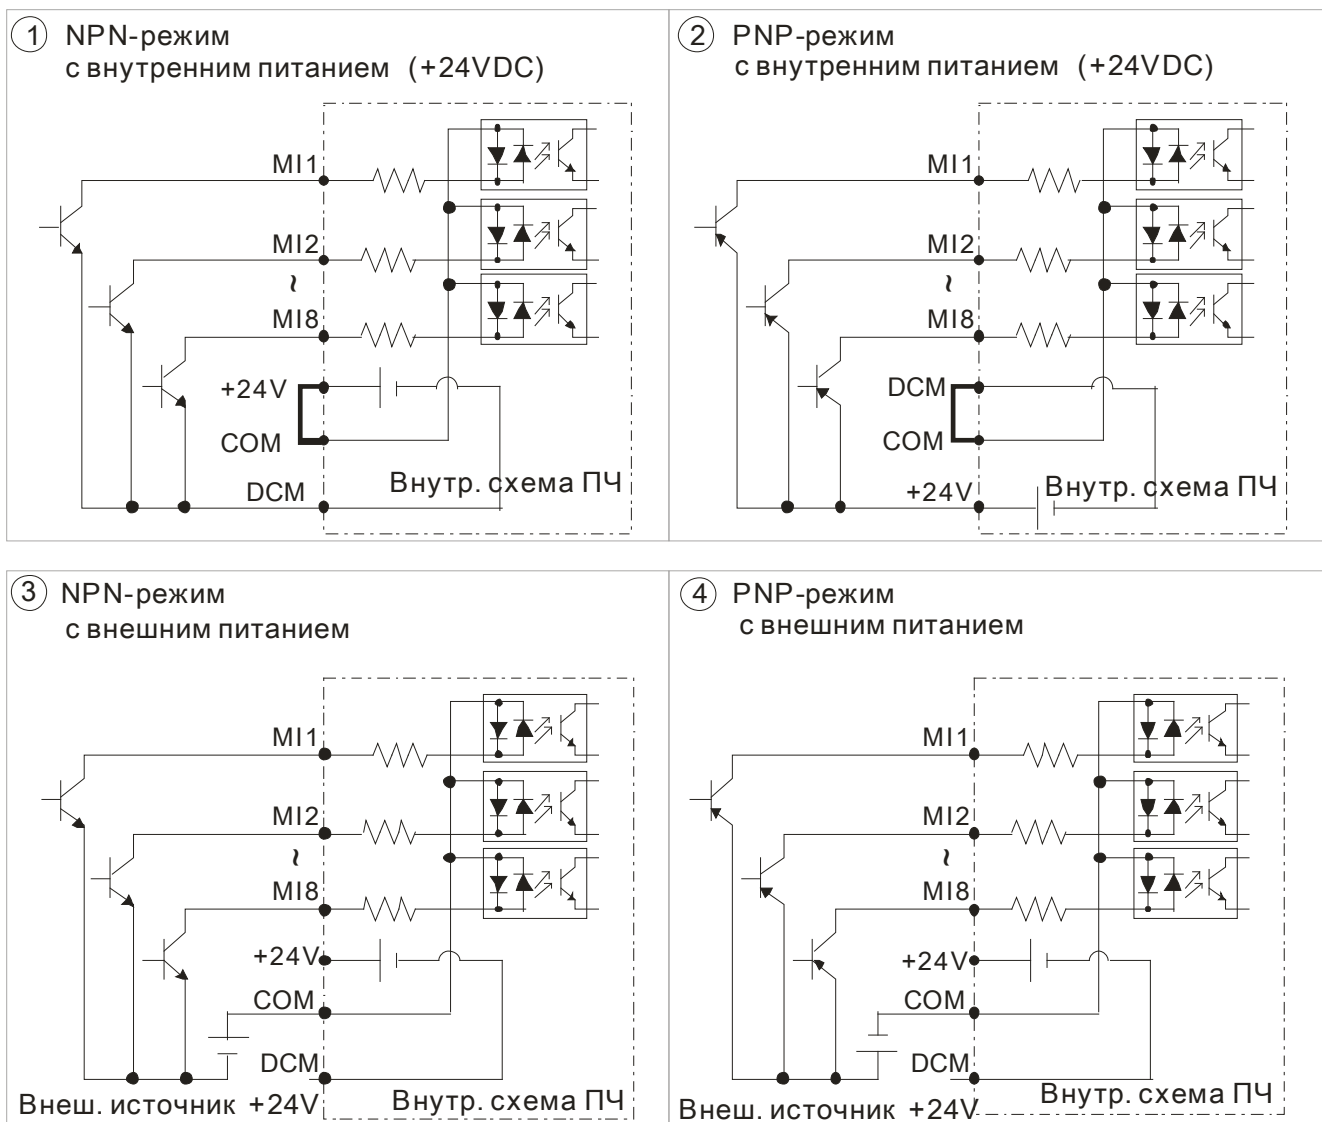 1 NPN-режим
с внутренним питанием (+24VDC)
MI1
MI2
~
MI8
+24V
COM
DCM
Внутр. схема ПЧ
2 PNP-режим
с внутренним питанием (+24VDC)
MI1
MI2
~
MI8
DCM
COM
+24V
Внутр. схема ПЧ
3 NPN-режим
с внешним питанием
MI1
MI2
~
MI8
+24V
COM
DCM
Внеш. источник +24V
Внутр. схема ПЧ
4 PNP-режим
с внешним питанием
MI1
MI2
~
MI8
+24V
COM
DCM
Внеш. источник +24V
Внутр. схема ПЧ